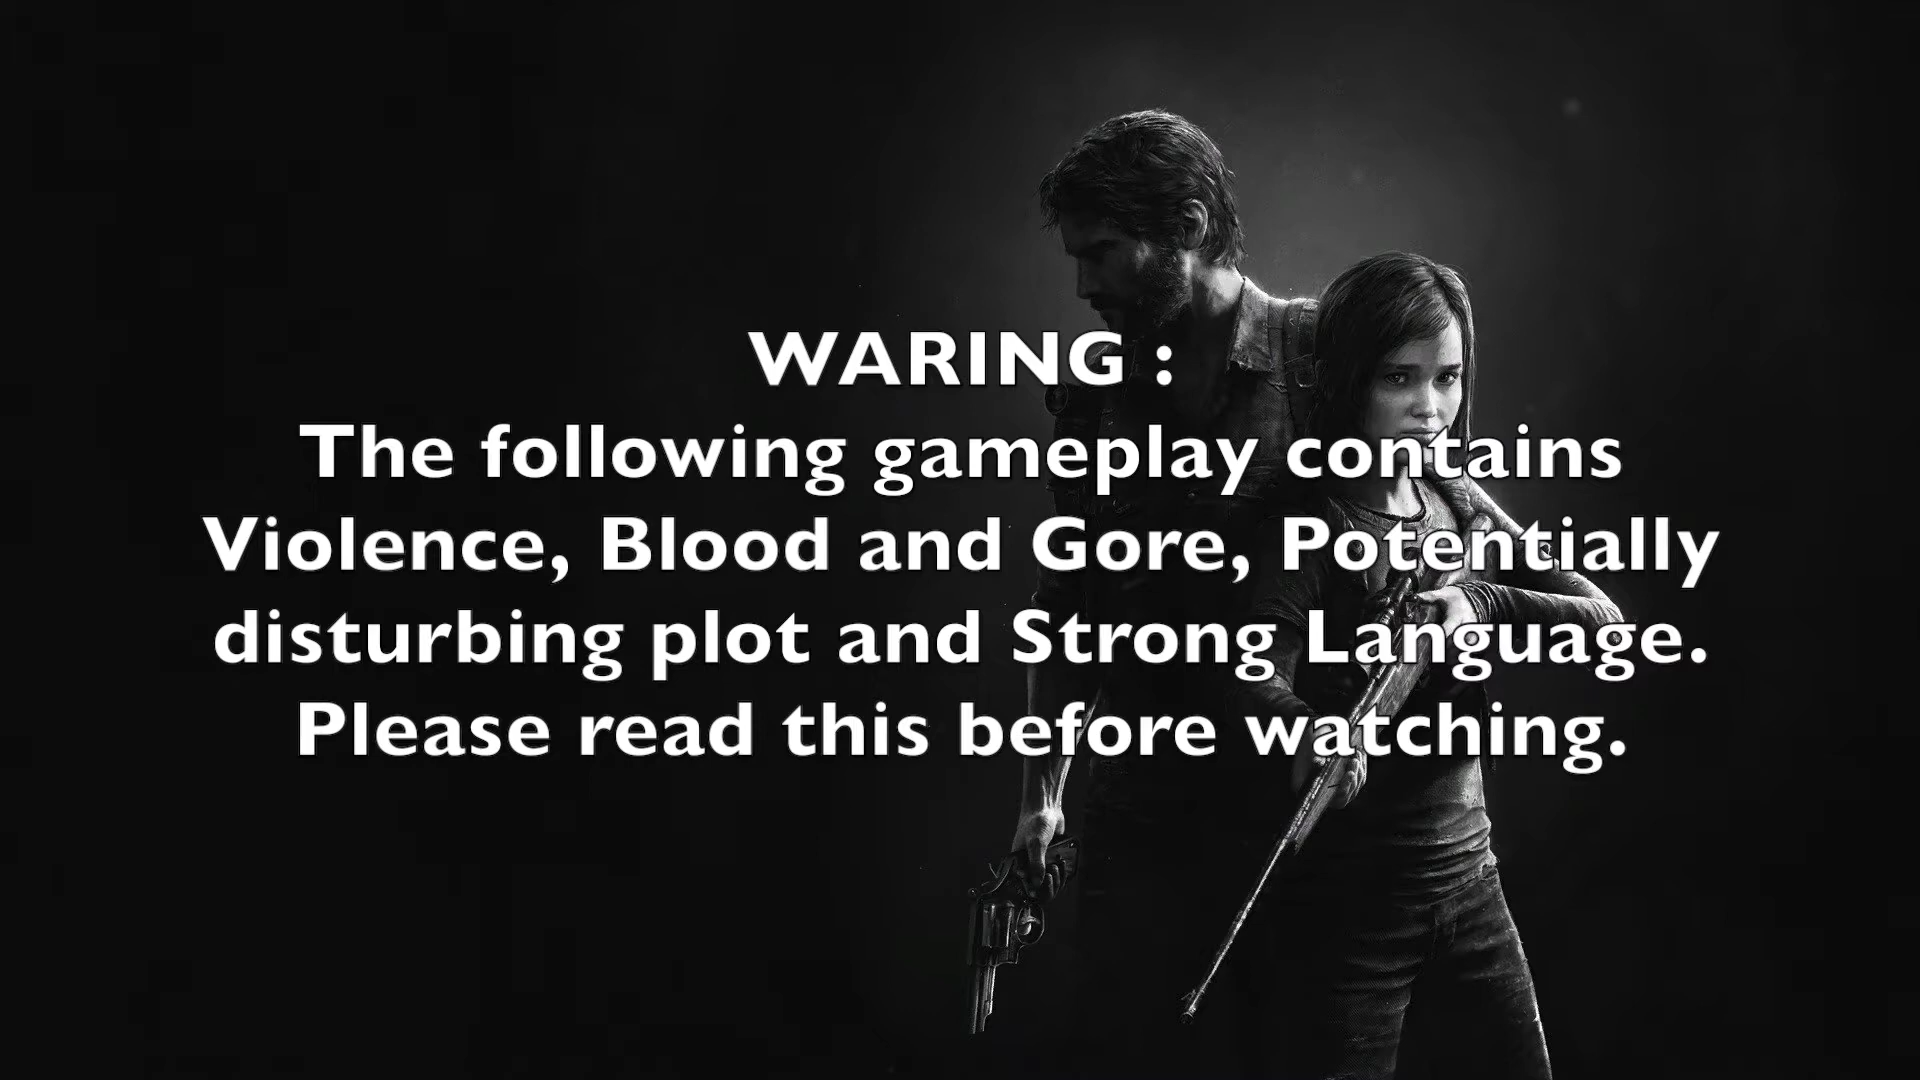 WARING :
The following gameplay contains
Violence, Blood and Gore, Potentially
disturbing plot and Strong Language.
Please read this before watching.